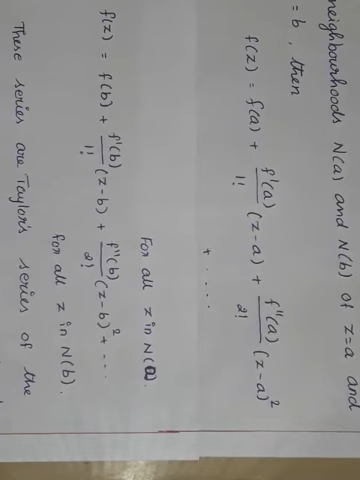 neighbourhoods N(a) and N(b) of z=a and
= b, then
f(z) = f(a) + f'(a)/1! (z-a) + f''(a)/2! (z-a)²
+ .....
For all z in N(a).
f(z) = f(b) + f'(b)/1! (z-b) + f''(b)/2! (z-b)² + ...
for all z in N(b).
These series are Taylor's series of the